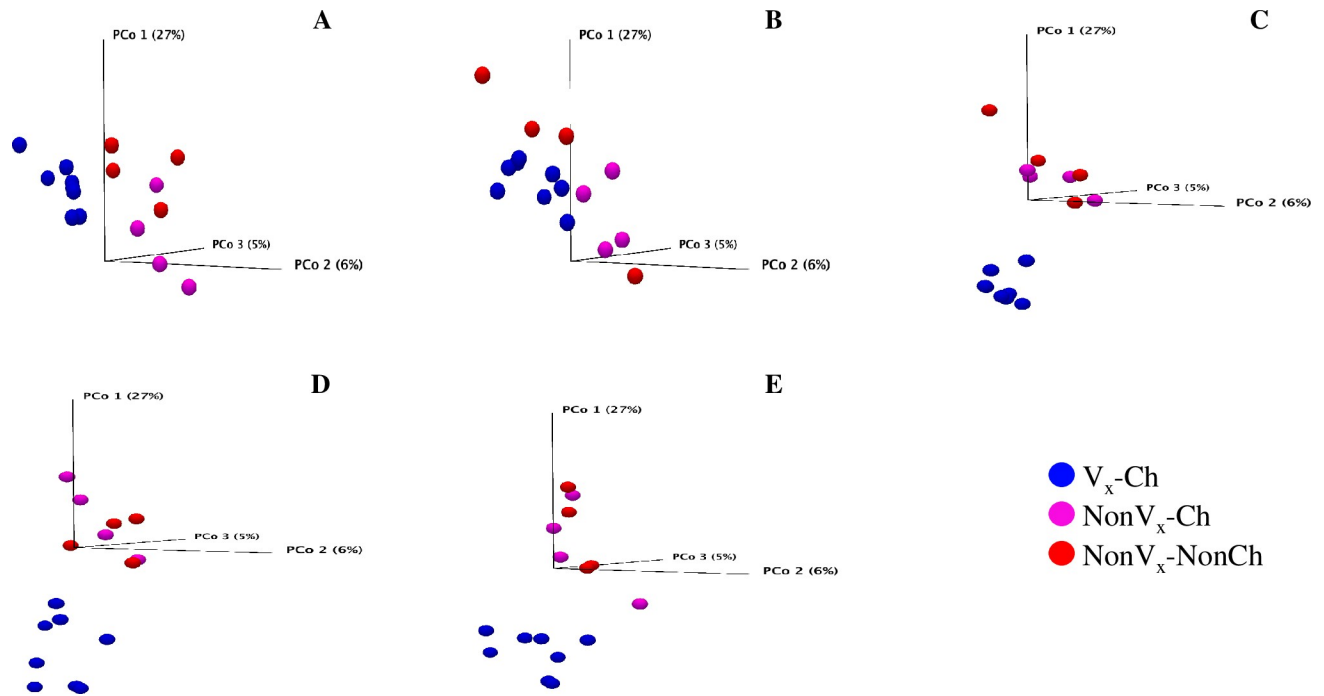 A
PCo 1 (27%)
PCo 3 (5%)
PCo 2 (6%)
B
PCo 1 (27%)
PCo 3 (5%)
PCo 2 (6%)
C
PCo 1 (27%)
PCo 3 (5%)
PCo 2 (6%)
D
PCo 1 (27%)
PCo 3 (5%)
PCo 2 (6%)
E
PCo 1 (27%)
PCo 3 (5%)
PCo 2 (6%)
Vx-Ch
NonVx-Ch
NonVx-NonCh